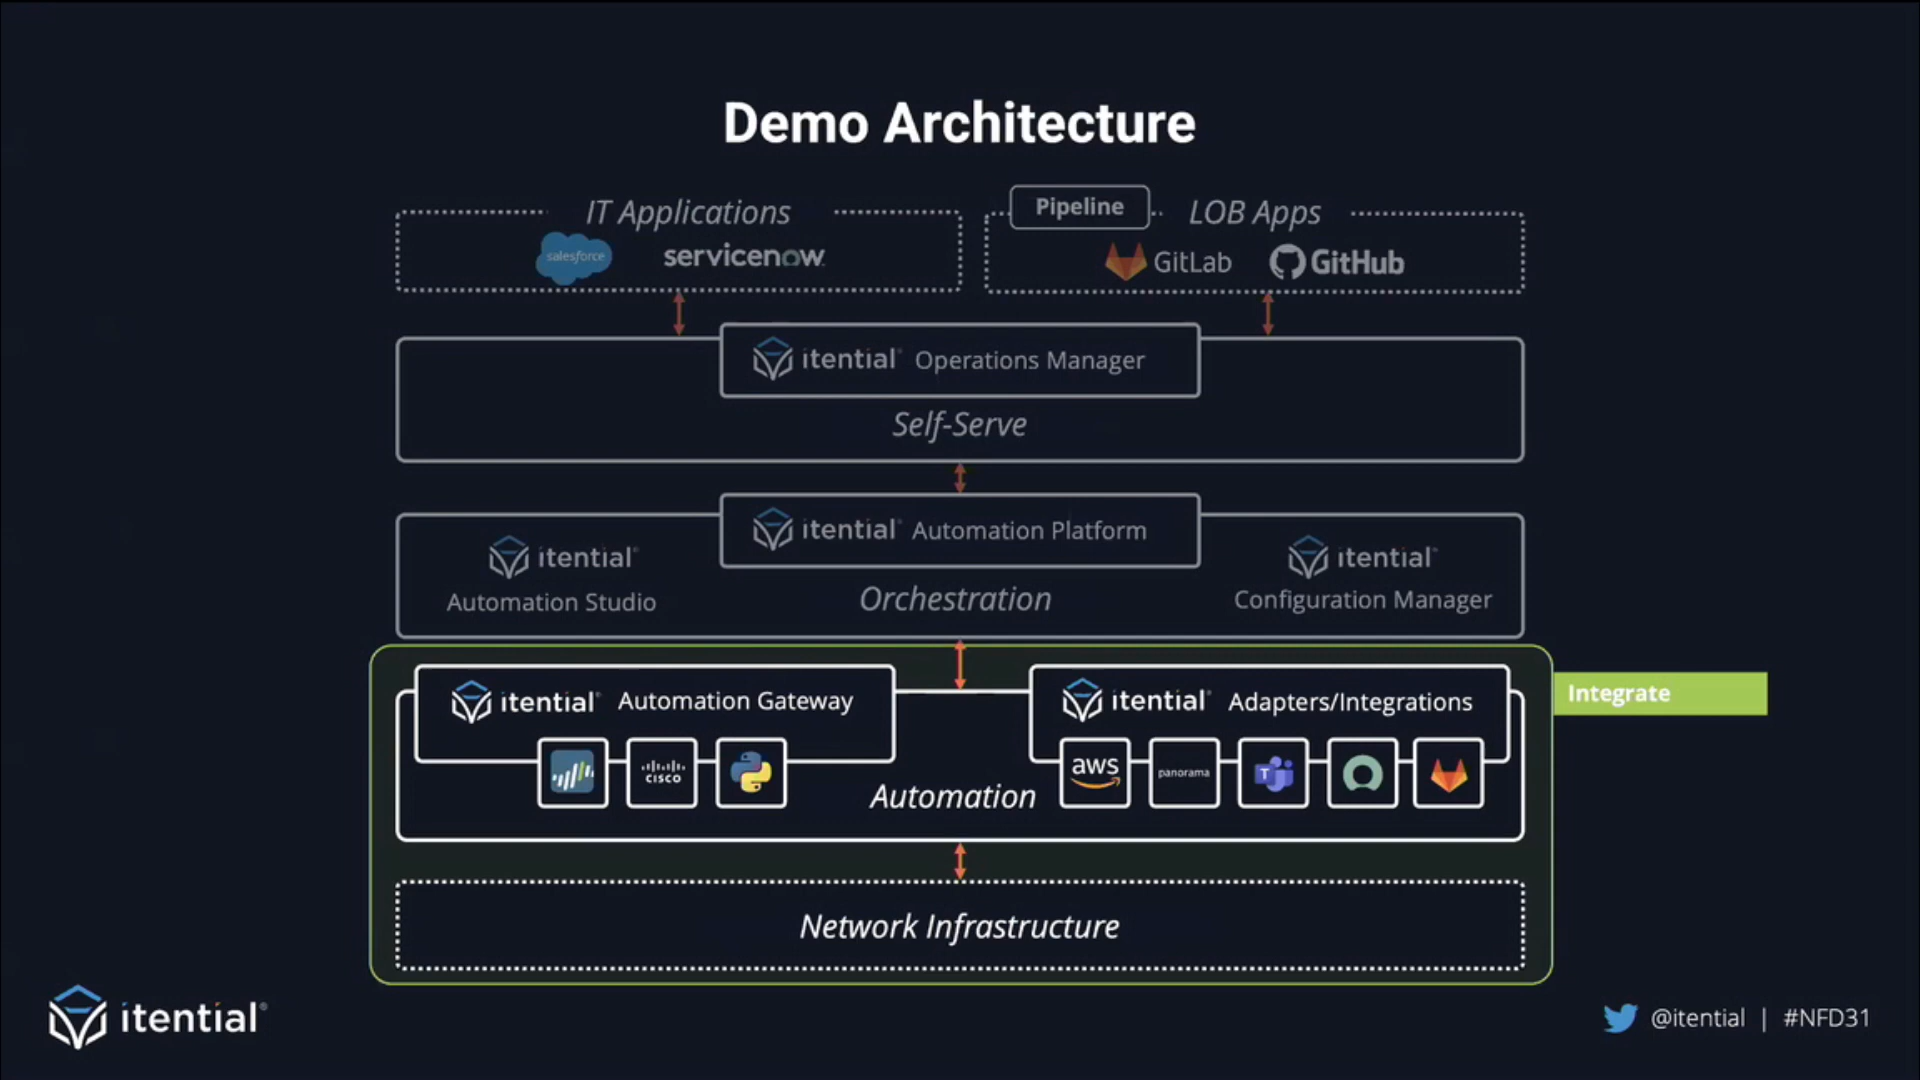 Demo Architecture
IT Applications
Pipeline
LOB Apps
salesforce
servicenow
GitLab
GitHub
itential Operations Manager
Self-Serve
itential Automation Platform
itential
Automation Studio
Orchestration
itential
Configuration Manager
itential Automation Gateway
itential Adapters/Integrations
Integrate
CISCO
aws
panorama
T
Automation
Network Infrastructure
itential
@itential | #NFD31